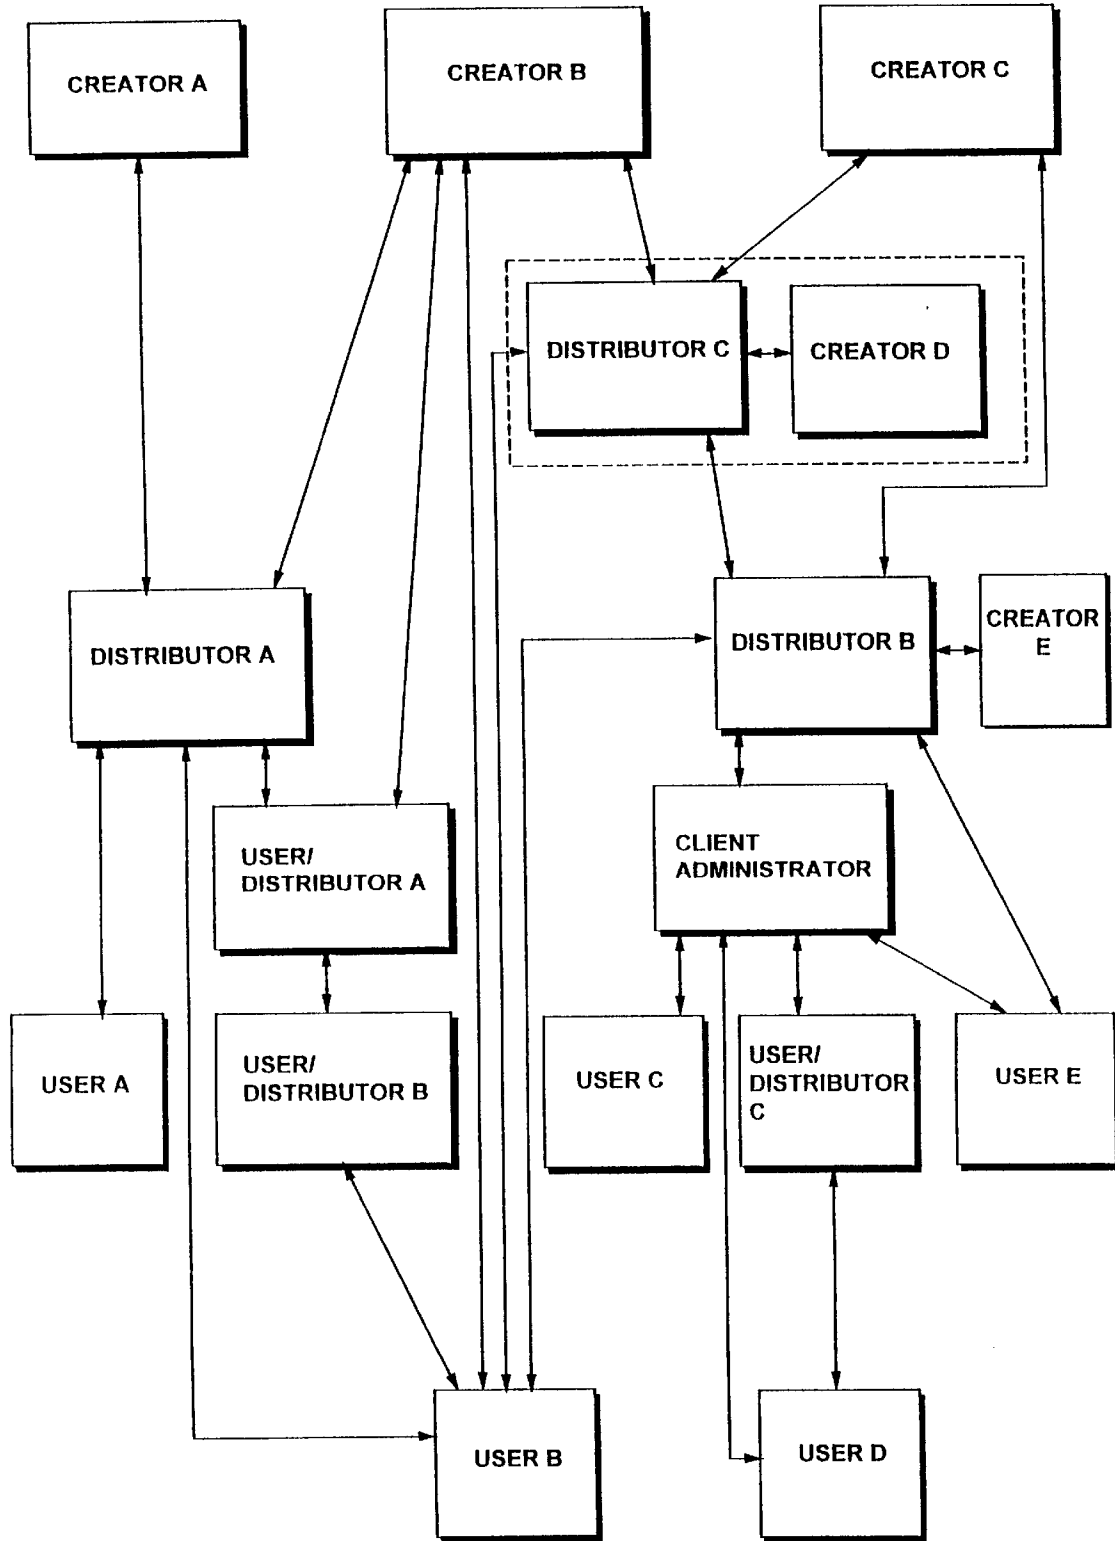 CREATOR A
CREATOR B
CREATOR C
DISTRIBUTOR C
CREATOR D
DISTRIBUTOR A
DISTRIBUTOR B
CREATOR
E
USER/
DISTRIBUTOR A
CLIENT
ADMINISTRATOR
USER A
USER/
DISTRIBUTOR B
USER C
USER/
DISTRIBUTOR
C
USER E
USER B
USER D